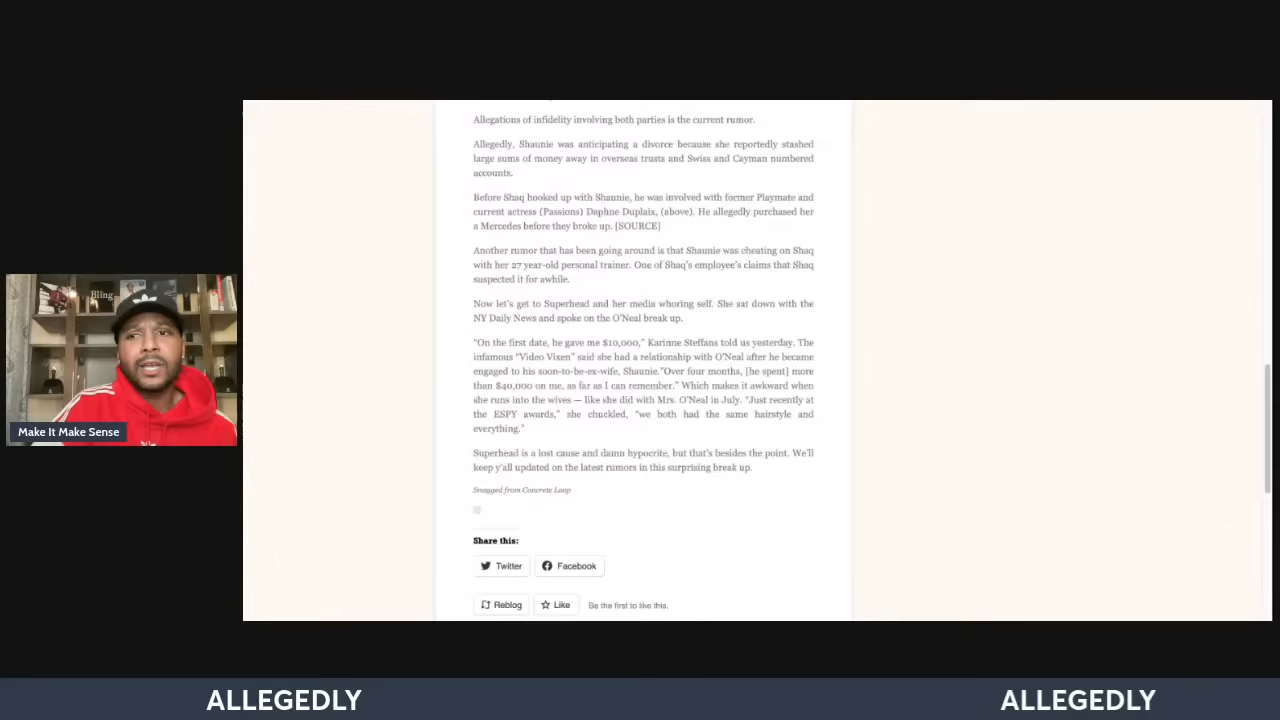 Allegations of infidelity involving both parties is the current rumor.
Allegedly, Shaunie was anticipating a divorce because she reportedly stashed
large sums of money away in overseas trusts and Swiss and Cayman numbered
accounts.
Before Shaq hooked up with Shaunie, he was involved with former Playmate and
current actress (Passions) Daphne Duplaix, (above). He allegedly purchased her
a Mercedes before they broke up. [SOURCE]
Another rumor that has been going around is that Shaunie was cheating on Shaq
with her 27 year-old personal trainer. One of Shaq's employee's claims that Shaq
suspected it for awhile.
Now let's get to Superhead and her media whoring self. She sat down with the
NY Daily News and spoke on the O'Neal break up.
"On the first date, he gave me $10,000," Karinne Steffans told us yesterday. The
infamous "Video Vixen" said she had a relationship with O'Neal after he became
engaged to his soon-to-be-ex-wife, Shaunie."Over four months, [he spent] more
than $40,000 on me, as far as I can remember." Which makes it awkward when
she runs into the wives — like she did with Mrs. O'Neal in July. "Just recently at
the ESPY awards," she chuckled, "we both had the same hairstyle and
everything."
Superhead is a lost cause and damn hypocrite, but that's besides the point. We'll
keep y'all updated on the latest rumors in this surprising break up.
Snagged from Concrete Loop
Share this:
Twitter Facebook
Reblog Like Be the first to like this.
Bling
Make It Make Sense
ALLEGEDLY ALLEGEDLY